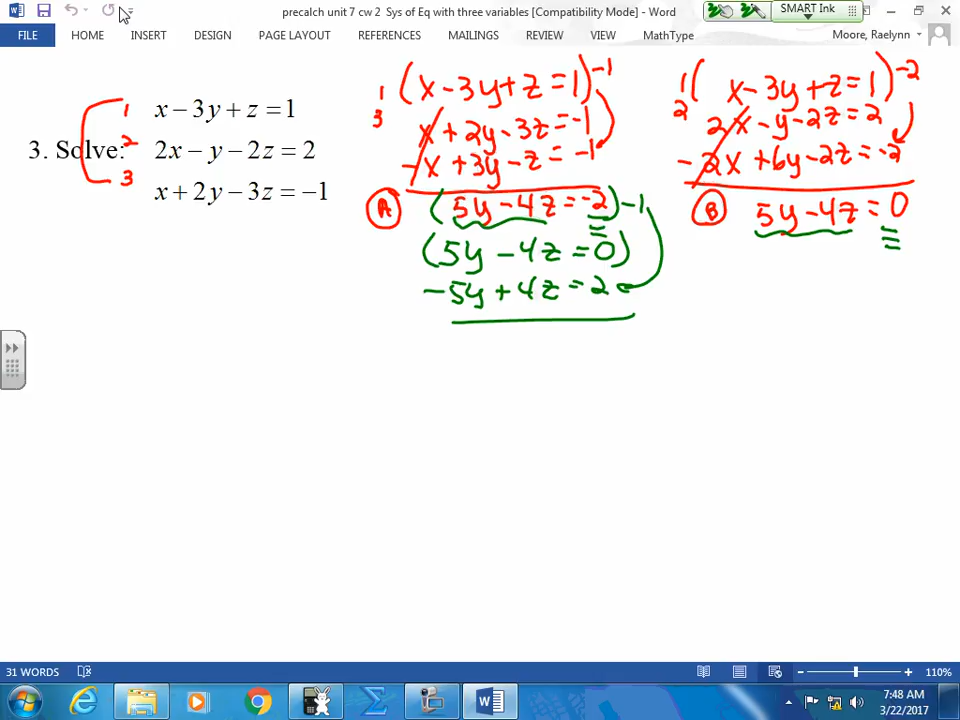 precalch unit 7 cw 2 Sys of Eq with three variables [Compatibility Mode] - Word
SMART Ink
FILE HOME INSERT DESIGN PAGE LAYOUT REFERENCES MAILINGS REVIEW VIEW MathType Moore, Raelynn
1 x − 3y + z = 1
3. Solve: 2 2x − y − 2z = 2
3 x + 2y − 3z = −1
1 (x − 3y + z = 1) −1
3 x + 2y − 3z = −1
−x + 3y − z = −1
A (5y − 4z = −2) −1
(5y − 4z = 0)
−5y + 4z = 2
1 (x − 3y + z = 1) −2
2 2x − y − 2z = 2
−2x + 6y − 2z = −2
B 5y − 4z = 0
31 WORDS 110%
7:48 AM
3/22/2017